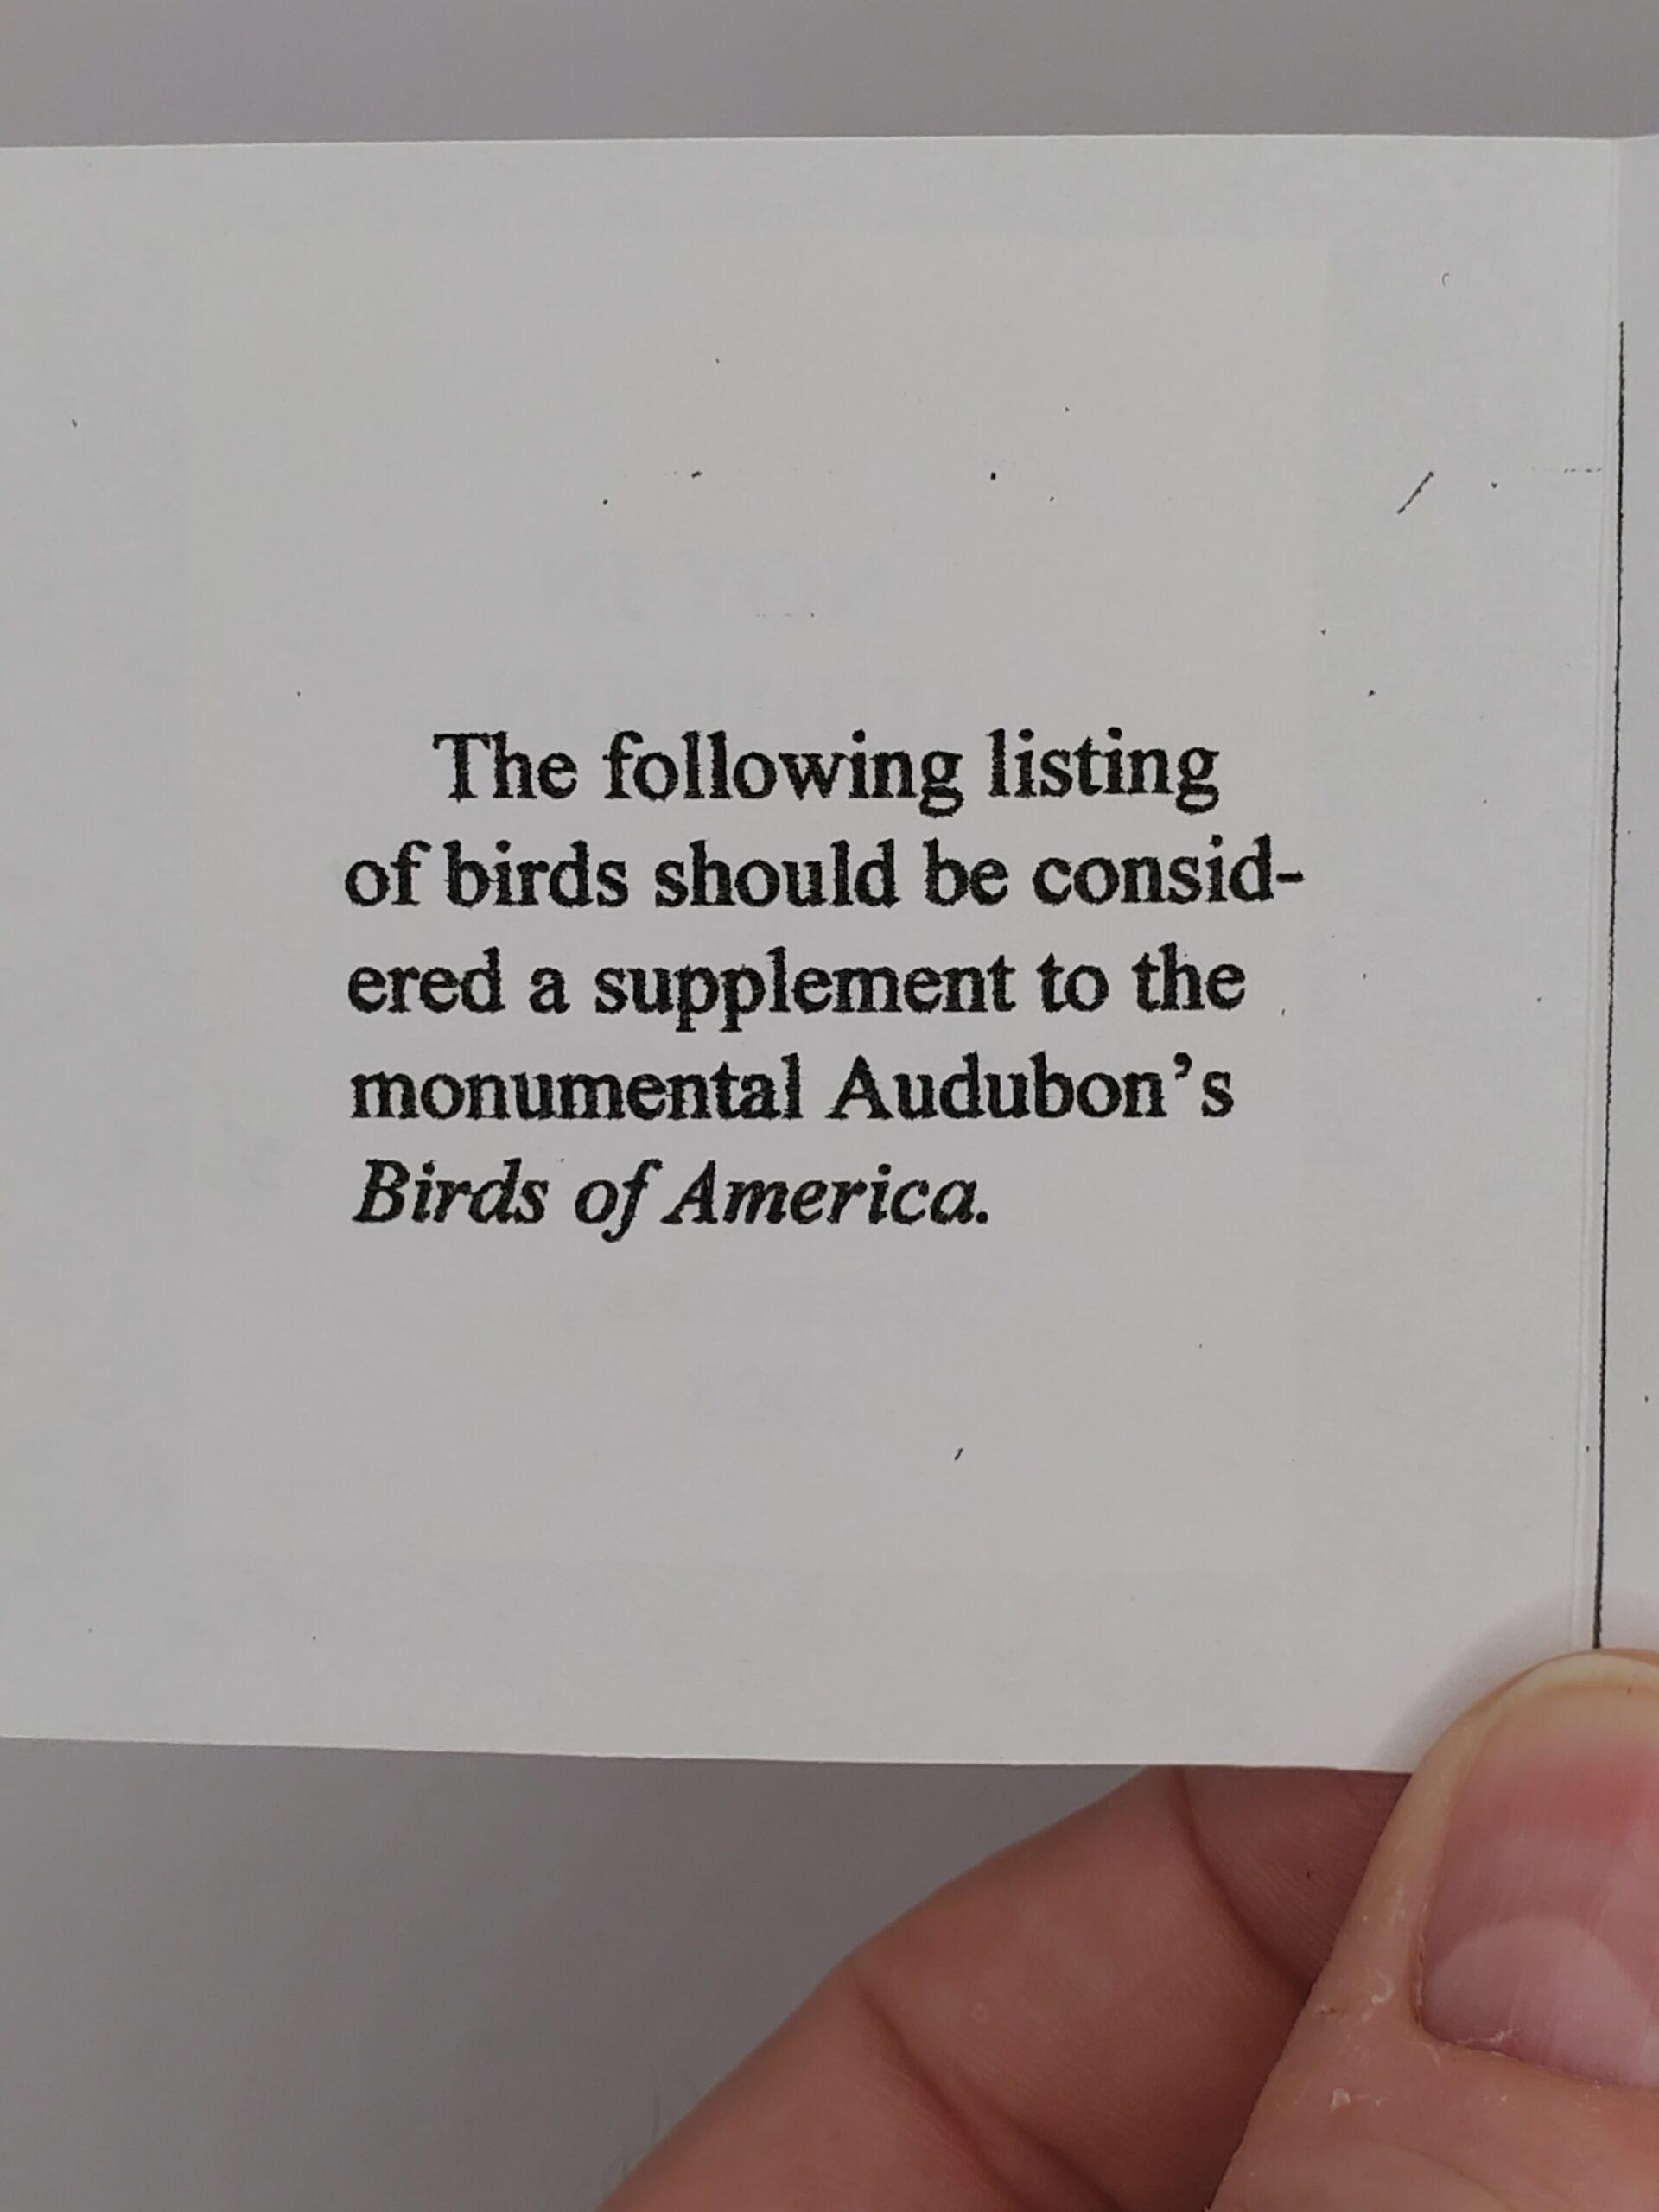 The following listing
of birds should be consid-
ered a supplement to the
monumental Audubon’s
Birds of America.